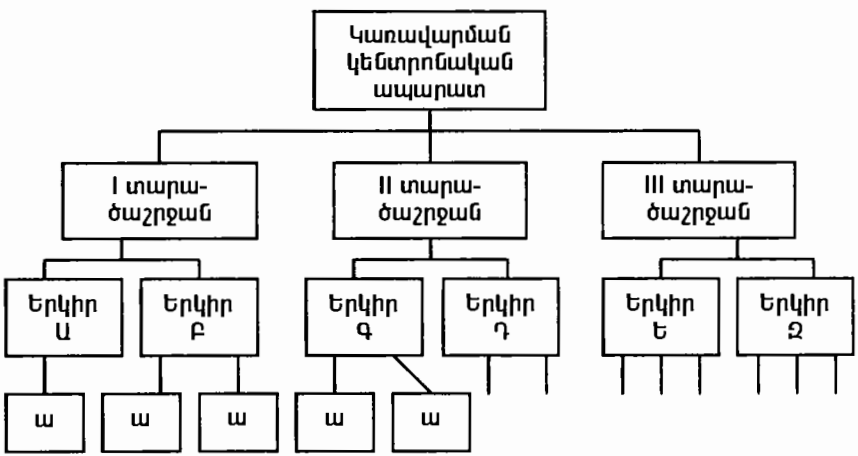 Կառավարման
կենտրոնական
ապարատ
I տարա-
ծաշրջան
II տարա-
ծաշրջան
III տարա-
ծաշրջան
Երկիր
Ա
Երկիր
Բ
Երկիր
Գ
Երկիր
Դ
Երկիր
Ե
Երկիր
Զ
ա
ա
ա
ա
ա